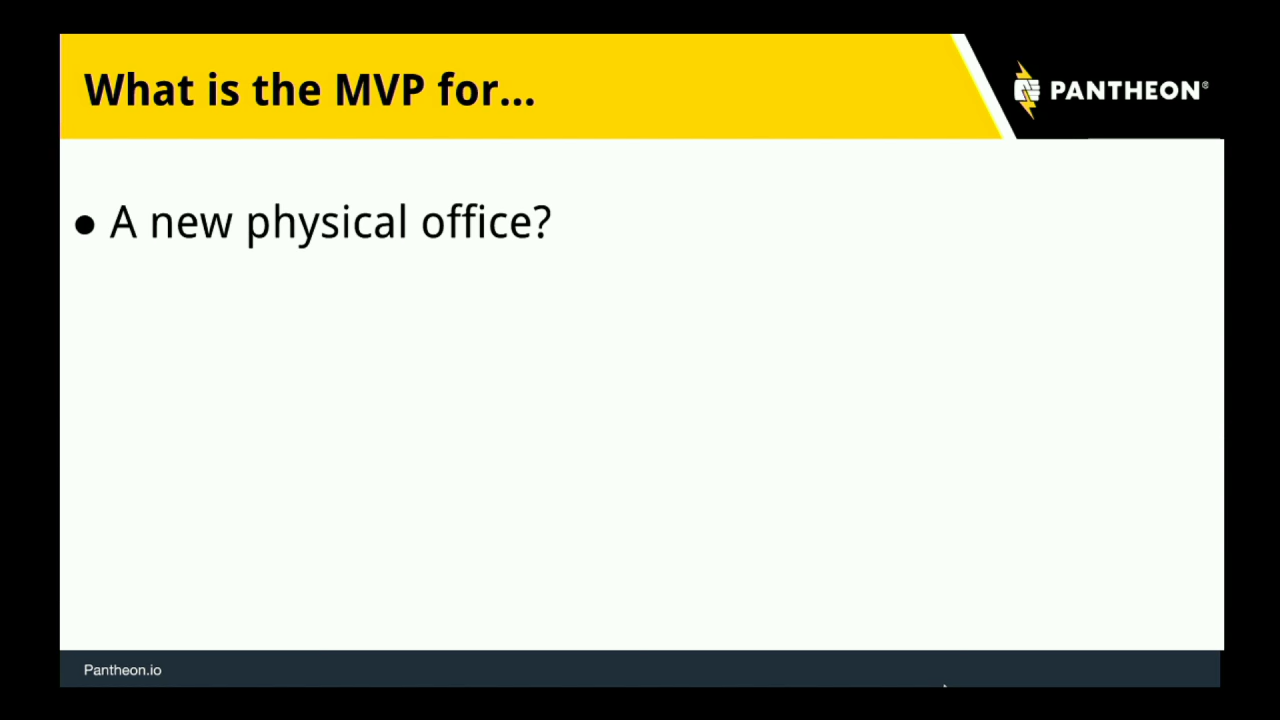 What is the MVP for...
PANTHEON®
● A new physical office?
Pantheon.io